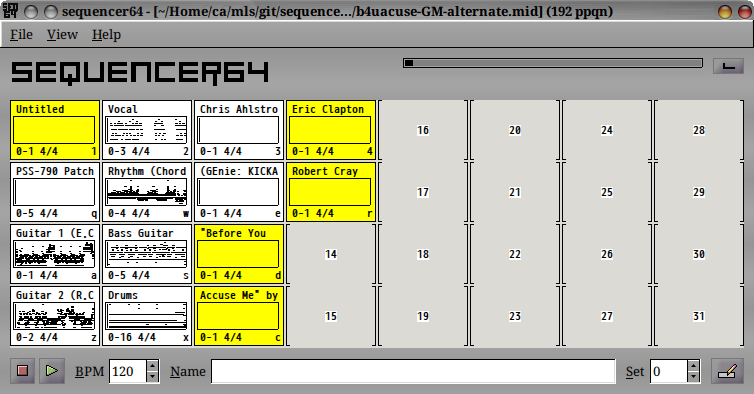 SEQ64 sequencer64 - [~/Home/ca/mls/git/sequence.../b4uacuse-GM-alternate.mid] (192 ppqn)
File View Help
SEQUENCER64
Untitled Vocal Chris Ahlstro Eric Clapton
16 20 24 28
0-1 4/4 1 0-3 4/4 2 0-1 4/4 3 0-1 4/4 4
PSS-790 Patch Rhythm (Chord (GEnie: KICKA Robert Cray
17 21 25 29
0-5 4/4 q 0-4 4/4 w 0-1 4/4 e 0-1 4/4 r
Guitar 1 (E.C Bass Guitar "Before You
14 18 22 26 30
0-1 4/4 a 0-5 4/4 s 0-1 4/4 d
Guitar 2 (R.C Drums Accuse Me" by
15 19 23 27 31
0-2 4/4 z 0-16 4/4 x 0-1 4/4 c
BPM 120 Name Set 0